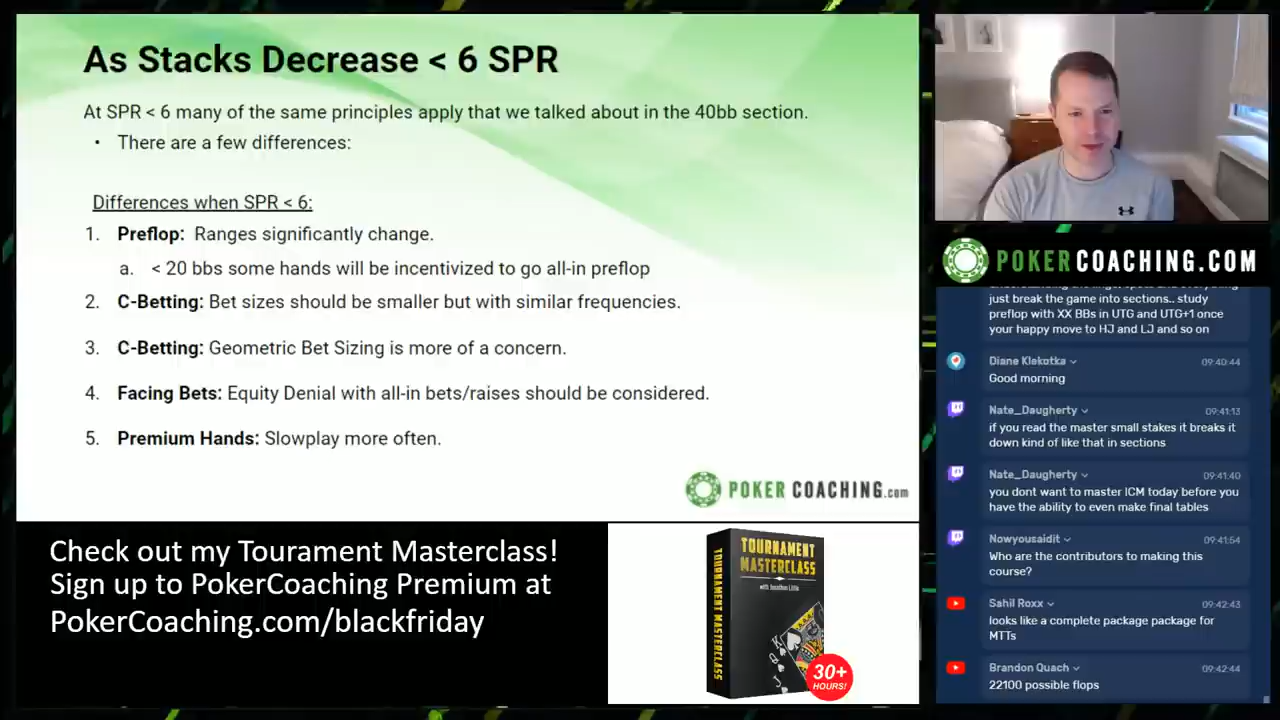 As Stacks Decrease < 6 SPR
At SPR < 6 many of the same principles apply that we talked about in the 40bb section.
• There are a few differences:
Differences when SPR < 6:
1. Preflop: Ranges significantly change.
a. < 20 bbs some hands will be incentivized to go all-in preflop
2. C-Betting: Bet sizes should be smaller but with similar frequencies.
3. C-Betting: Geometric Bet Sizing is more of a concern.
4. Facing Bets: Equity Denial with all-in bets/raises should be considered.
5. Premium Hands: Slowplay more often.
POKER COACHING.com
Check out my Tourament Masterclass!
Sign up to PokerCoaching Premium at
PokerCoaching.com/blackfriday
TOURNAMENT MASTERCLASS
TOURNAMENT
MASTERCLASS
with Jonathan Little
K
Q
J
30+
HOURS!
POKERCOACHING.COM
just break the game into sections.. study
preflop with XX BBs in UTG and UTG+1 once
your happy move to HJ and LJ and so on
Diane Klekotka 09:40:44
Good morning
Nate_Daugherty 09:41:13
if you read the master small stakes it breaks it
down kind of like that in sections
Nate_Daugherty 09:41:40
you dont want to master ICM today before you
have the ability to even make final tables
Nowyousaidit 09:41:54
Who are the contributors to making this
course?
Sahil Roxx 09:42:43
looks like a complete package package for
MTTs
Brandon Quach 09:42:44
22100 possible flops